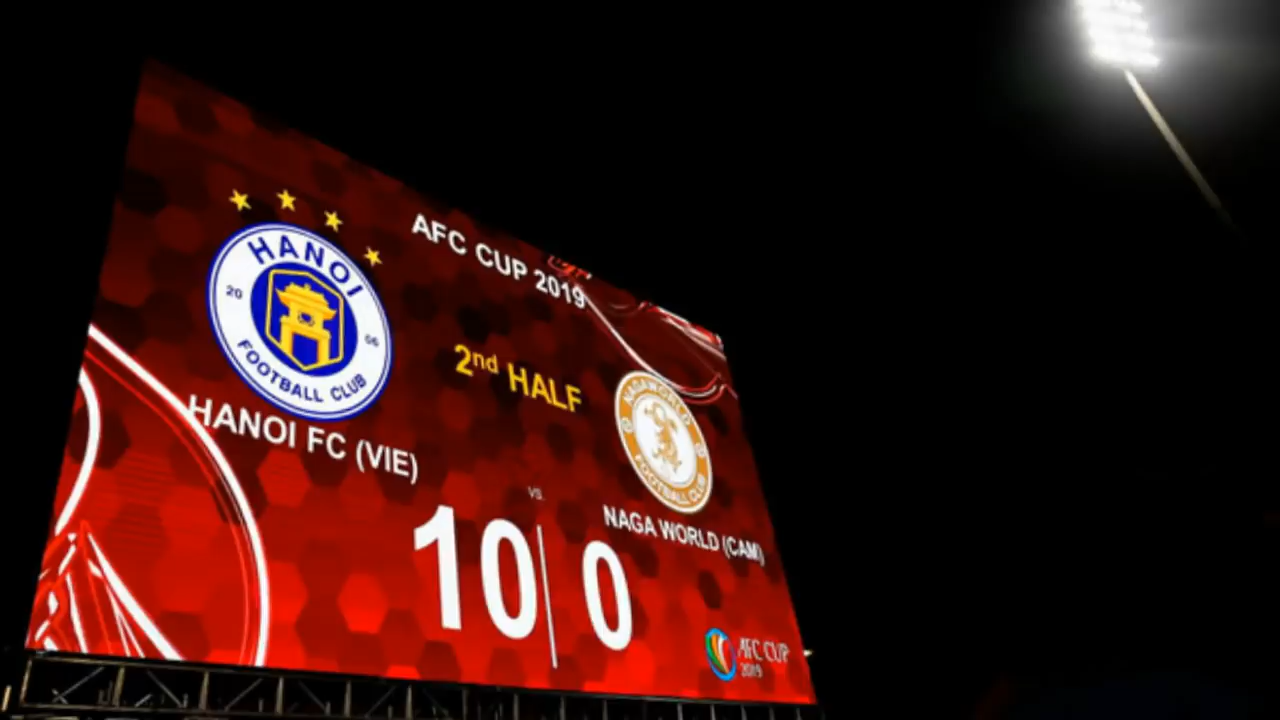 AFC CUP 2019
HANOI
20 06
FOOTBALL CLUB
HANOI FC (VIE)
2nd HALF
NAGAWORLD
FOOTBALL CLUB
NAGA WORLD (CAM)
vs
10 | 0
AFC CUP
2019